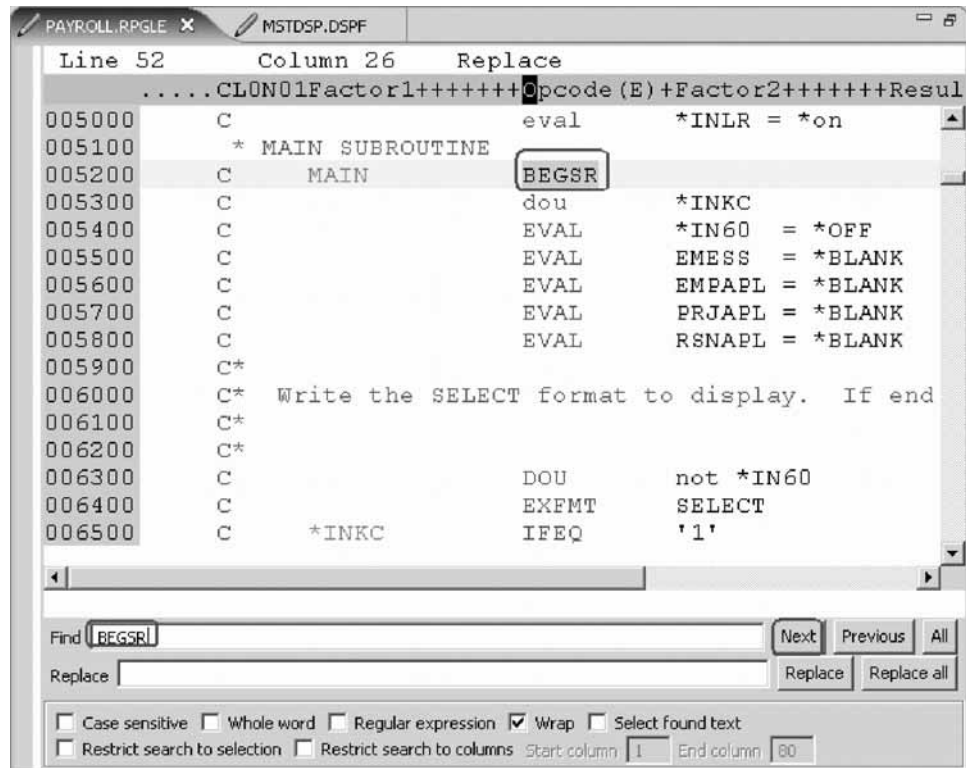 PAYROLL.RPGLE MSTDSP.DSPF
Line 52 Column 26 Replace
.....CL0N01Factor1+++++++Opcode(E)+Factor2+++++++Resul
005000 C eval *INLR = *on
005100 * MAIN SUBROUTINE
005200 C MAIN BEGSR
005300 C dou *INKC
005400 C EVAL *IN60 = *OFF
005500 C EVAL EMESS = *BLANK
005600 C EVAL EMPAPL = *BLANK
005700 C EVAL PRJAPL = *BLANK
005800 C EVAL RSNAPL = *BLANK
005900 C*
006000 C* Write the SELECT format to display. If end
006100 C*
006200 C*
006300 C DOU not *IN60
006400 C EXFMT SELECT
006500 C *INKC IFEQ '1'
Find BEGSR Next Previous All
Replace Replace Replace all
Case sensitive Whole word Regular expression Wrap Select found text
Restrict search to selection Restrict search to columns Start column 1 End column 80